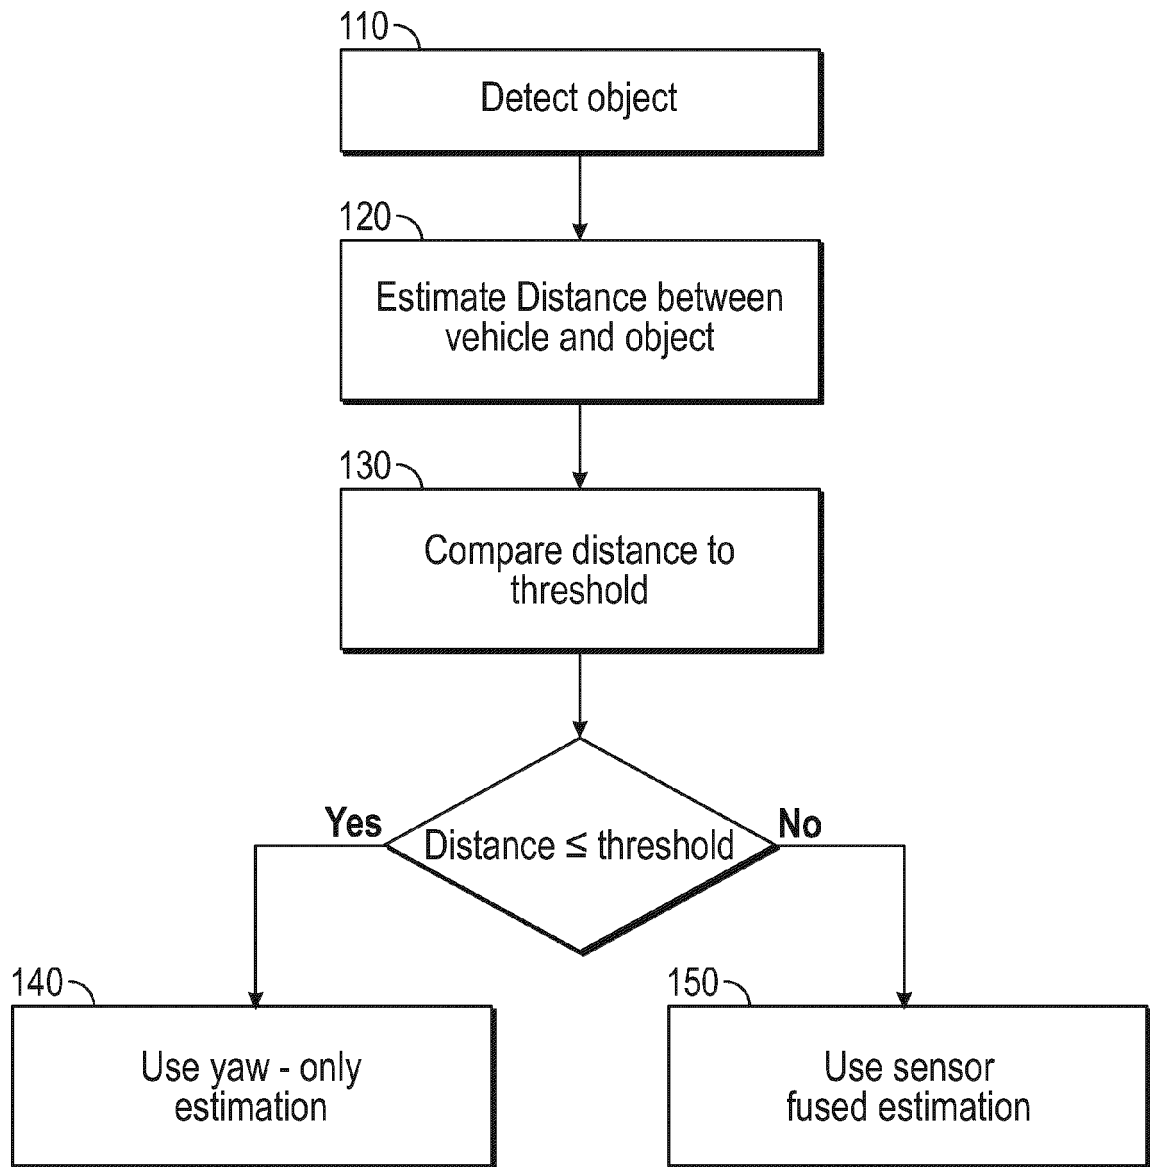 110
Detect object
120
Estimate Distance between
vehicle and object
130
Compare distance to
threshold
Yes
Distance ≤ threshold
No
140
Use yaw - only
estimation
150
Use sensor
fused estimation